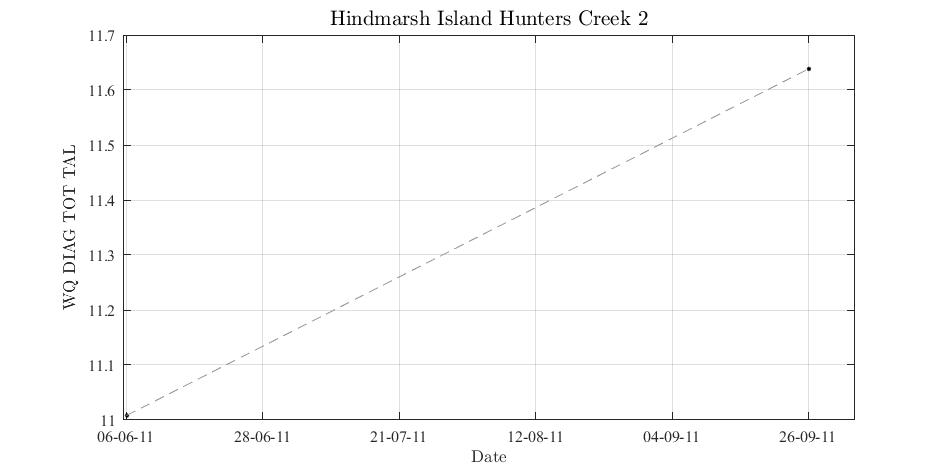 Hindmarsh Island Hunters Creek 2
11.7
11.6
11.5
11.4
11.3
11.2
11.1
11
WQ DIAG TOT TAL
06-06-11 28-06-11 21-07-11 12-08-11 04-09-11 26-09-11
Date